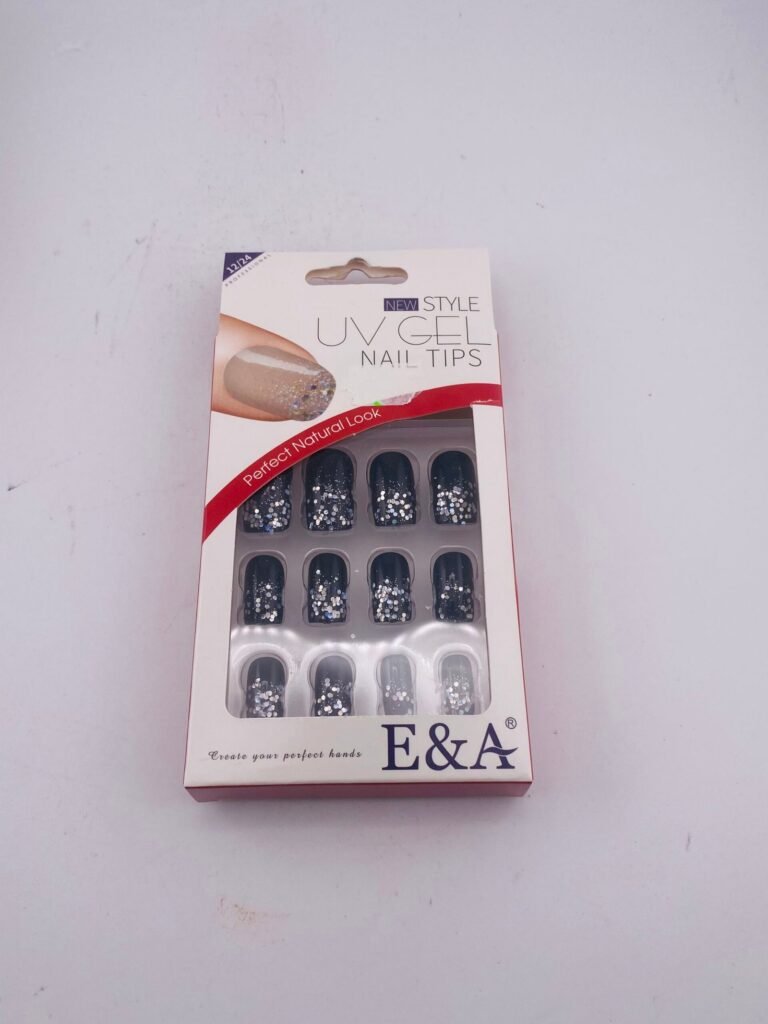 12/24
PROFESSIONAL
NEW STYLE
UV GEL
NAIL TIPS
Perfect Natural Look
Create your perfect hands
E&A®